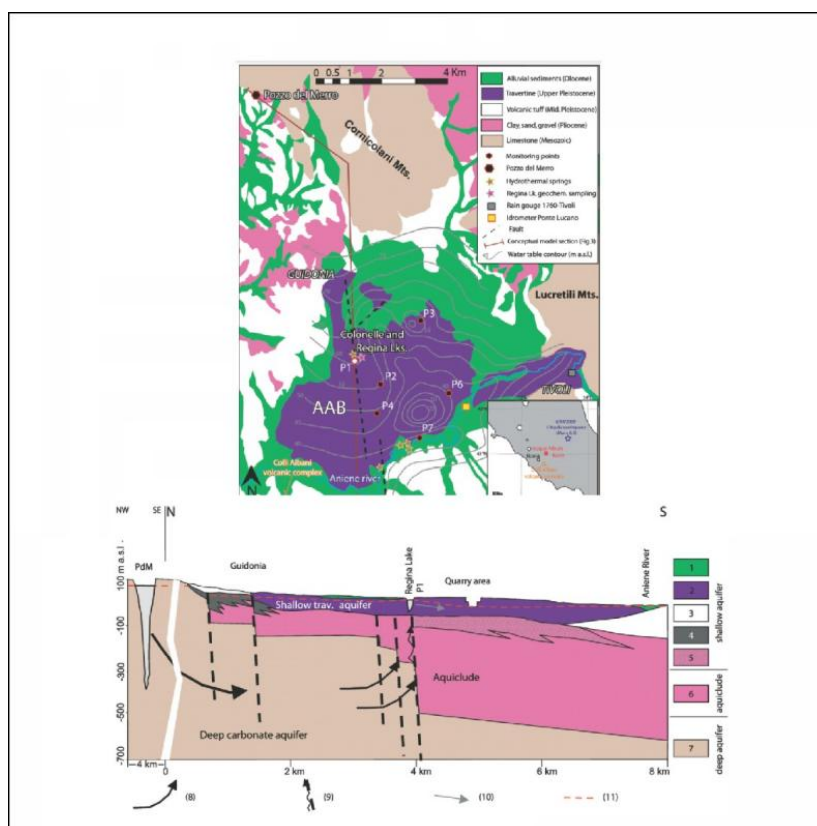 0 0.5 1 2 4 Km
Pozzo del Merro
Cornicolani Mts.
Alluvial sediments (Olocene)
Travertine (Upper Pleistocene)
Volcanic tuff (Mid. Pleistocene)
Clay, sand, gravel (Pliocene)
Limestone (Mesozoic)
Monitoring points
Pozzo del Merro
Hydrothermal springs
Regina Lk. geochem. sampling
Rain gouge 1760-Tivoli
Idrometer Ponte Lucano
Fault
Conceptual model section (Fig.3)
Water table contour (m a.s.l.)
GUIDONIA
Lucretili Mts.
P3
Colonelle and
Regina Lks.
P1
P2
P6
AAB
P4
P7
TIVOLI
Colli Albani
volcanic complex
Aniene river
N
NW SE N S
PdM
Guidonia
Regina Lake
P1
Quarry area
Aniene River
100 m a.s.l.
-100
-300
-500
-700
Shallow trav. aquifer
Aquiclude
Deep carbonate aquifer
1
2
3
4
5
6
7
shallow aquifer
aquiclude
deep aquifer
4 km
0 2 km 4 km 6 km 8 km
(8) (9) (10) (11)